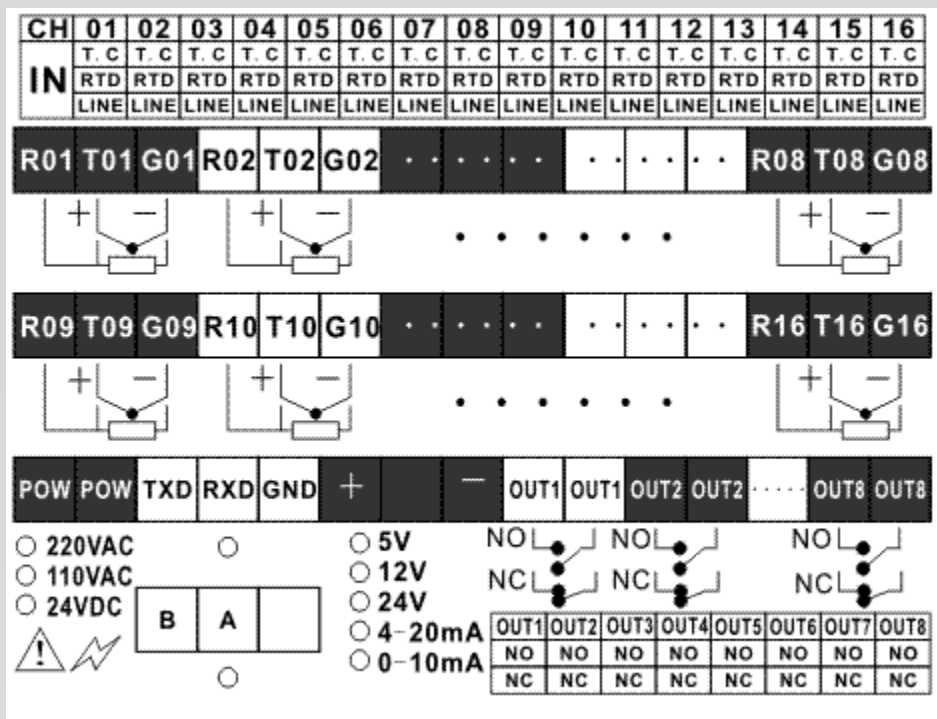 CH 01 02 03 04 05 06 07 08 09 10 11 12 13 14 15 16
IN T.C T.C T.C T.C T.C T.C T.C T.C T.C T.C T.C T.C T.C T.C T.C T.C
RTD RTD RTD RTD RTD RTD RTD RTD RTD RTD RTD RTD RTD RTD RTD RTD
LINE LINE LINE LINE LINE LINE LINE LINE LINE LINE LINE LINE LINE LINE LINE LINE
R01 T01 G01 R02 T02 G02 · · · · · · · · · · · · R08 T08 G08
+ − + − + −
R09 T09 G09 R10 T10 G10 · · · · · · · · · · · · R16 T16 G16
+ − + − + −
POW POW TXD RXD GND + − OUT1 OUT1 OUT2 OUT2 ····· OUT8 OUT8
220VAC
110VAC
24VDC
B A
5V
12V
24V
4-20mA
0-10mA
NO NO NO
NC NC NC
OUT1 OUT2 OUT3 OUT4 OUT5 OUT6 OUT7 OUT8
NO NO NO NO NO NO NO NO
NC NC NC NC NC NC NC NC